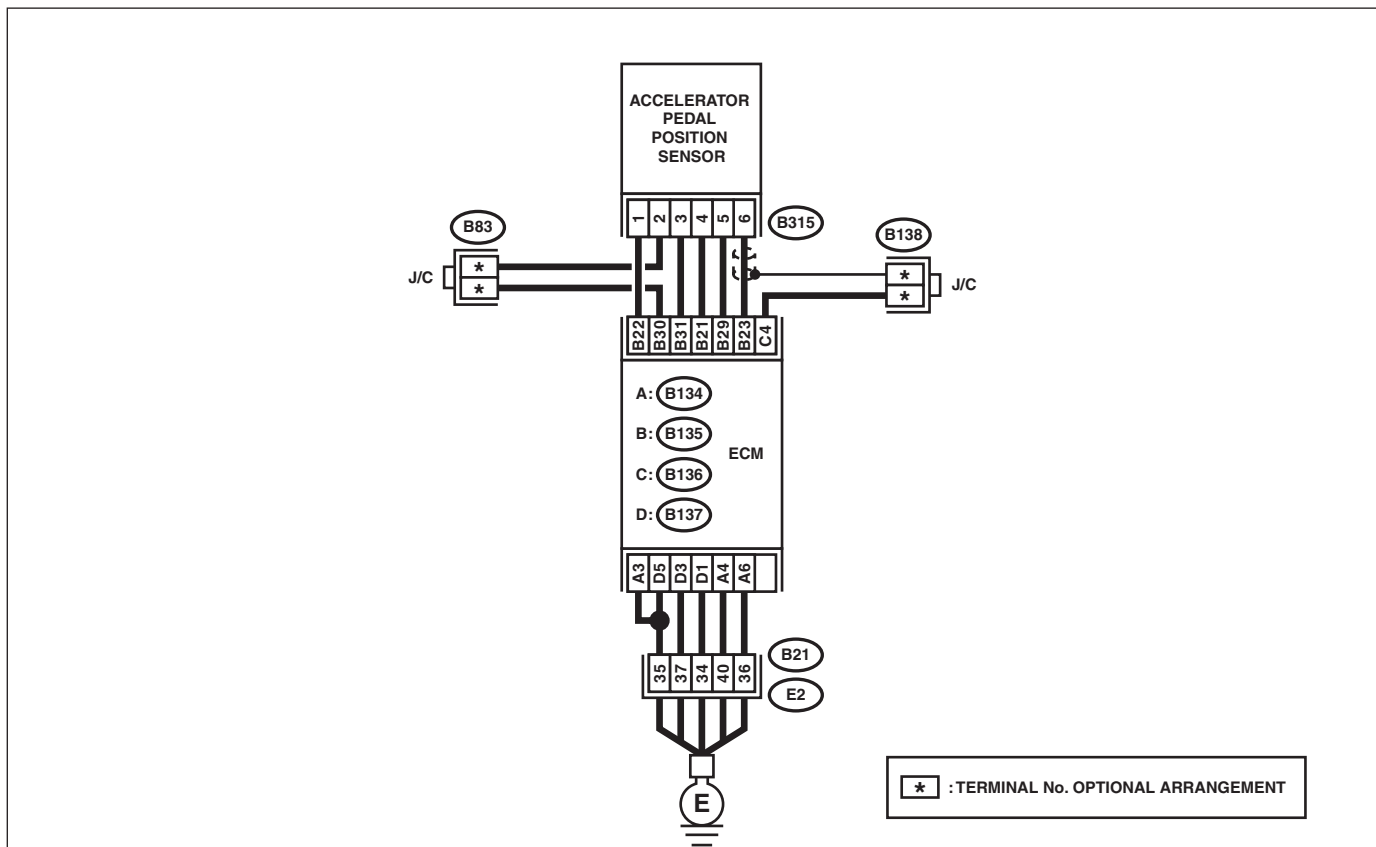 ACCELERATOR
PEDAL
POSITION
SENSOR
1 2 3 4 5 6
B315
B83
B138
J/C
*
*
*
*
J/C
B22 B30 B31 B21 B29 B23 C4
A: B134
B: B135
C: B136
D: B137
ECM
A3 D5 D3 D1 A4 A6
B21
35 37 34 40 36
E2
E
* : TERMINAL No. OPTIONAL ARRANGEMENT